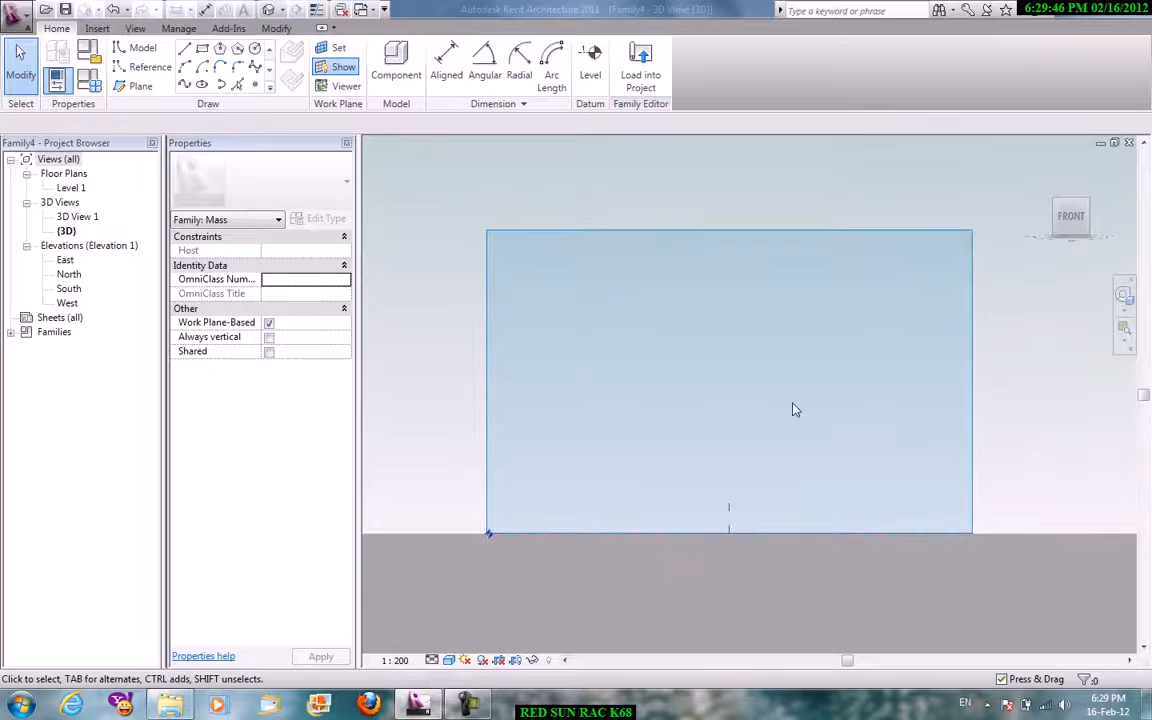 Autodesk Revit Architecture 2011 - [Family4 - 3D View: {3D}]
Type a keyword or phrase
6:29:46 PM 02/16/2012
Home Insert View Manage Add-Ins Modify
Modify
Select
Properties
Model
Reference
Plane
Draw
Set
Show
Viewer
Work Plane
Component
Model
Aligned Angular Radial Arc Length
Dimension
Level
Datum
Load into Project
Family Editor
Family4 - Project Browser
Views (all)
Floor Plans
Level 1
3D Views
3D View 1
{3D}
Elevations (Elevation 1)
East
North
South
West
Sheets (all)
Families
Properties
Family: Mass
Edit Type
Constraints
Host
Identity Data
OmniClass Num...
OmniClass Title
Other
Work Plane-Based
Always vertical
Shared
Properties help
Apply
FRONT
1 : 200
Click to select, TAB for alternates, CTRL adds, SHIFT unselects.
Press & Drag
:0
EN
6:29 PM
16-Feb-12
RED SUN RAC K68